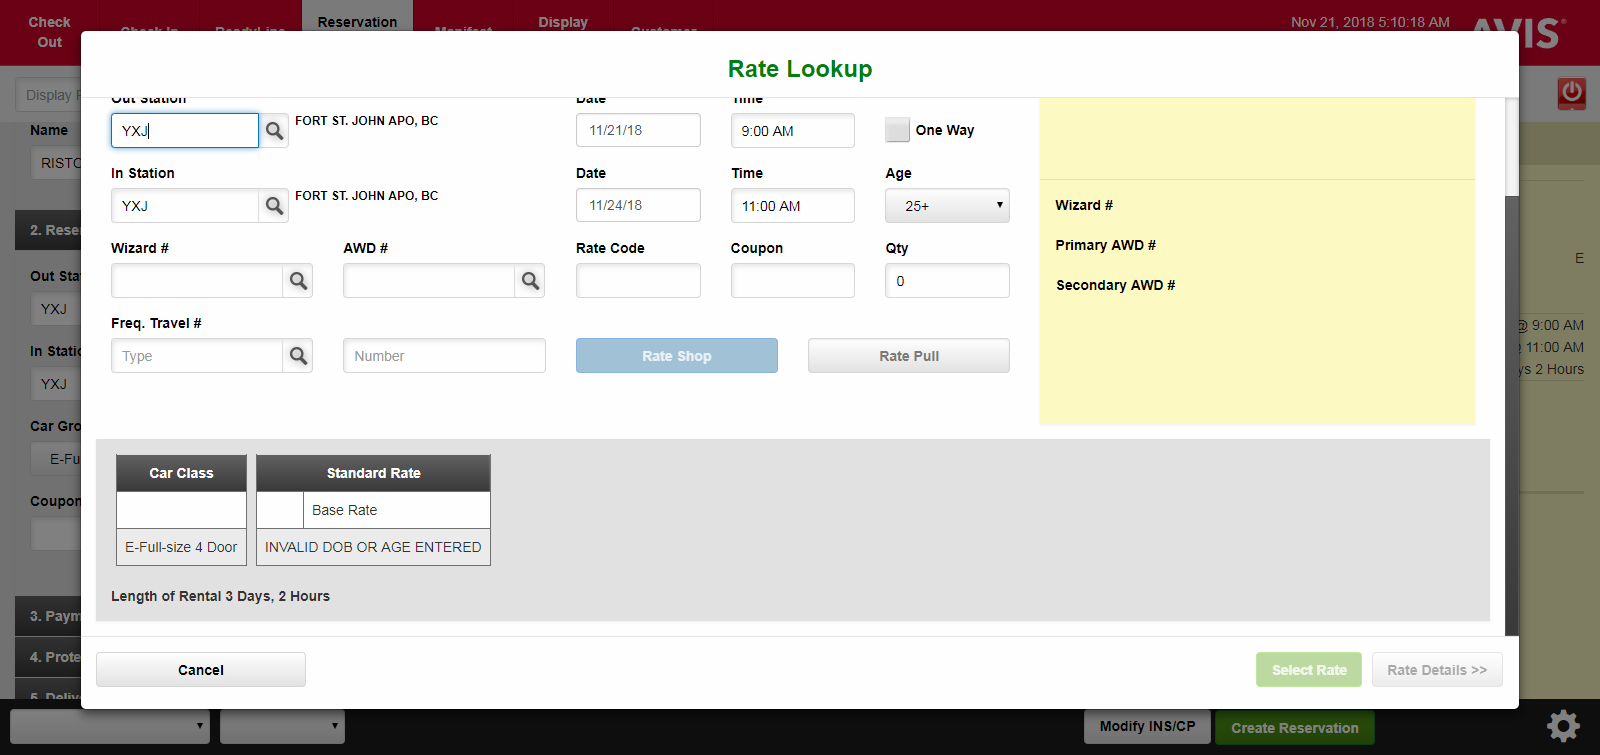 Check Out
Reservation
Display
Nov 21, 2018 5:10:18 AM
AVIS
Rate Lookup
Display
Name
RISTO
2. Rese
Out Sta
YXJ
In Static
YXJ
Car Gro
E-Fu
Coupon
3. Paym
4. Prote
5. Deliv
Out Station
Date
Time
YXJ
FORT ST. JOHN APO, BC
11/21/18
9:00 AM
One Way
In Station
Date
Time
Age
YXJ
FORT ST. JOHN APO, BC
11/24/18
11:00 AM
25+
Wizard #
AWD #
Rate Code
Coupon
Qty
0
Freq. Travel #
Type
Number
Rate Shop
Rate Pull
Wizard #
Primary AWD #
Secondary AWD #
E
@ 9:00 AM
11:00 AM
ys 2 Hours
Car Class
Standard Rate
Base Rate
E-Full-size 4 Door
INVALID DOB OR AGE ENTERED
Length of Rental 3 Days, 2 Hours
Cancel
Select Rate
Rate Details >>
Modify INS/CP
Create Reservation